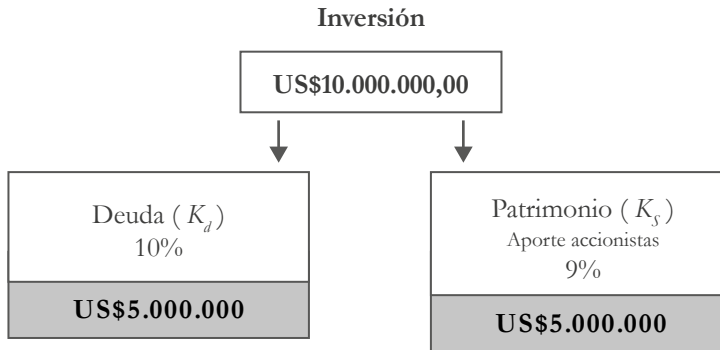 Inversión
US$10.000.000,00
Deuda ( K_d )
10%
US$5.000.000
Patrimonio ( K_S )
Aporte accionistas
9%
US$5.000.000